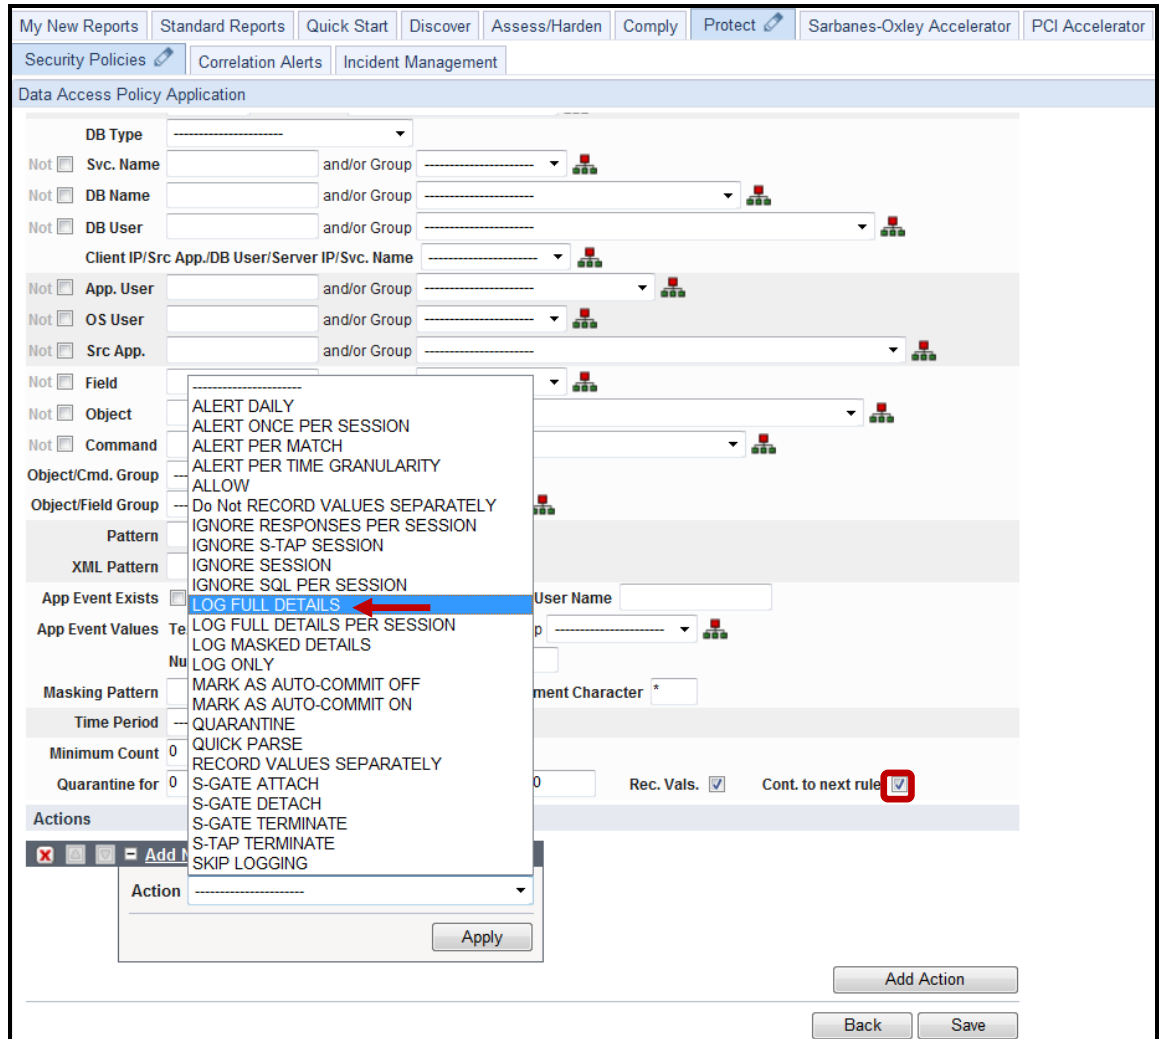 My New Reports Standard Reports Quick Start Discover Assess/Harden Comply Protect Sarbanes-Oxley Accelerator PCI Accelerator
Security Policies Correlation Alerts Incident Management
Data Access Policy Application
DB Type ----------------------
Not Svc. Name and/or Group ----------------------
Not DB Name and/or Group ----------------------
Not DB User and/or Group ----------------------
Client IP/Src App./DB User/Server IP/Svc. Name ----------------------
Not App. User and/or Group ----------------------
Not OS User and/or Group ----------------------
Not Src App. and/or Group ----------------------
Not Field
Not Object
Not Command
Object/Cmd. Group
Object/Field Group
Pattern
XML Pattern
App Event Exists User Name
App Event Values Te p ----------------------
Nu
Masking Pattern ment Character *
Time Period
Minimum Count 0
Quarantine for 0 0 Rec. Vals. Cont. to next rule
----------------------
ALERT DAILY
ALERT ONCE PER SESSION
ALERT PER MATCH
ALERT PER TIME GRANULARITY
ALLOW
Do Not RECORD VALUES SEPARATELY
IGNORE RESPONSES PER SESSION
IGNORE S-TAP SESSION
IGNORE SESSION
IGNORE SQL PER SESSION
LOG FULL DETAILS
LOG FULL DETAILS PER SESSION
LOG MASKED DETAILS
LOG ONLY
MARK AS AUTO-COMMIT OFF
MARK AS AUTO-COMMIT ON
QUARANTINE
QUICK PARSE
RECORD VALUES SEPARATELY
S-GATE ATTACH
S-GATE DETACH
S-GATE TERMINATE
S-TAP TERMINATE
SKIP LOGGING
Actions
Add N
Action ----------------------
Apply
Add Action
Back Save